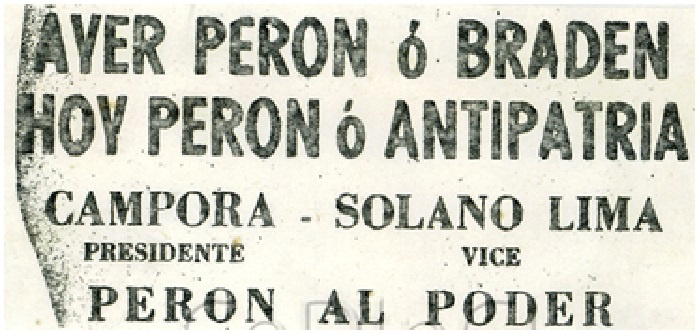 AYER PERON ó BRADEN
HOY PERON ó ANTIPATRIA
CAMPORA - SOLANO LIMA
PRESIDENTE VICE
PERON AL PODER